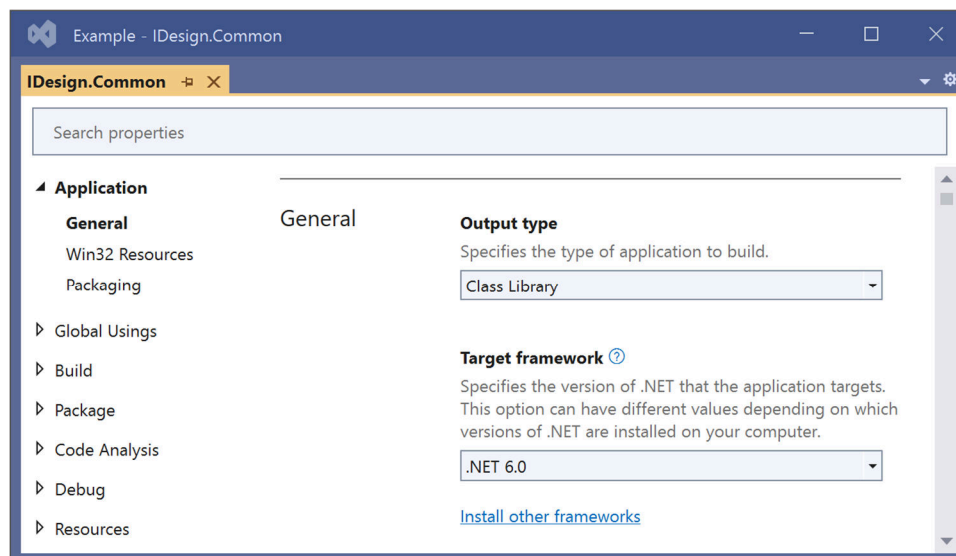 Example - IDesign.Common
IDesign.Common
Search properties
Application
General
Win32 Resources
Packaging
Global Usings
Build
Package
Code Analysis
Debug
Resources
General
Output type
Specifies the type of application to build.
Class Library
Target framework
Specifies the version of .NET that the application targets.
This option can have different values depending on which
versions of .NET are installed on your computer.
.NET 6.0
Install other frameworks